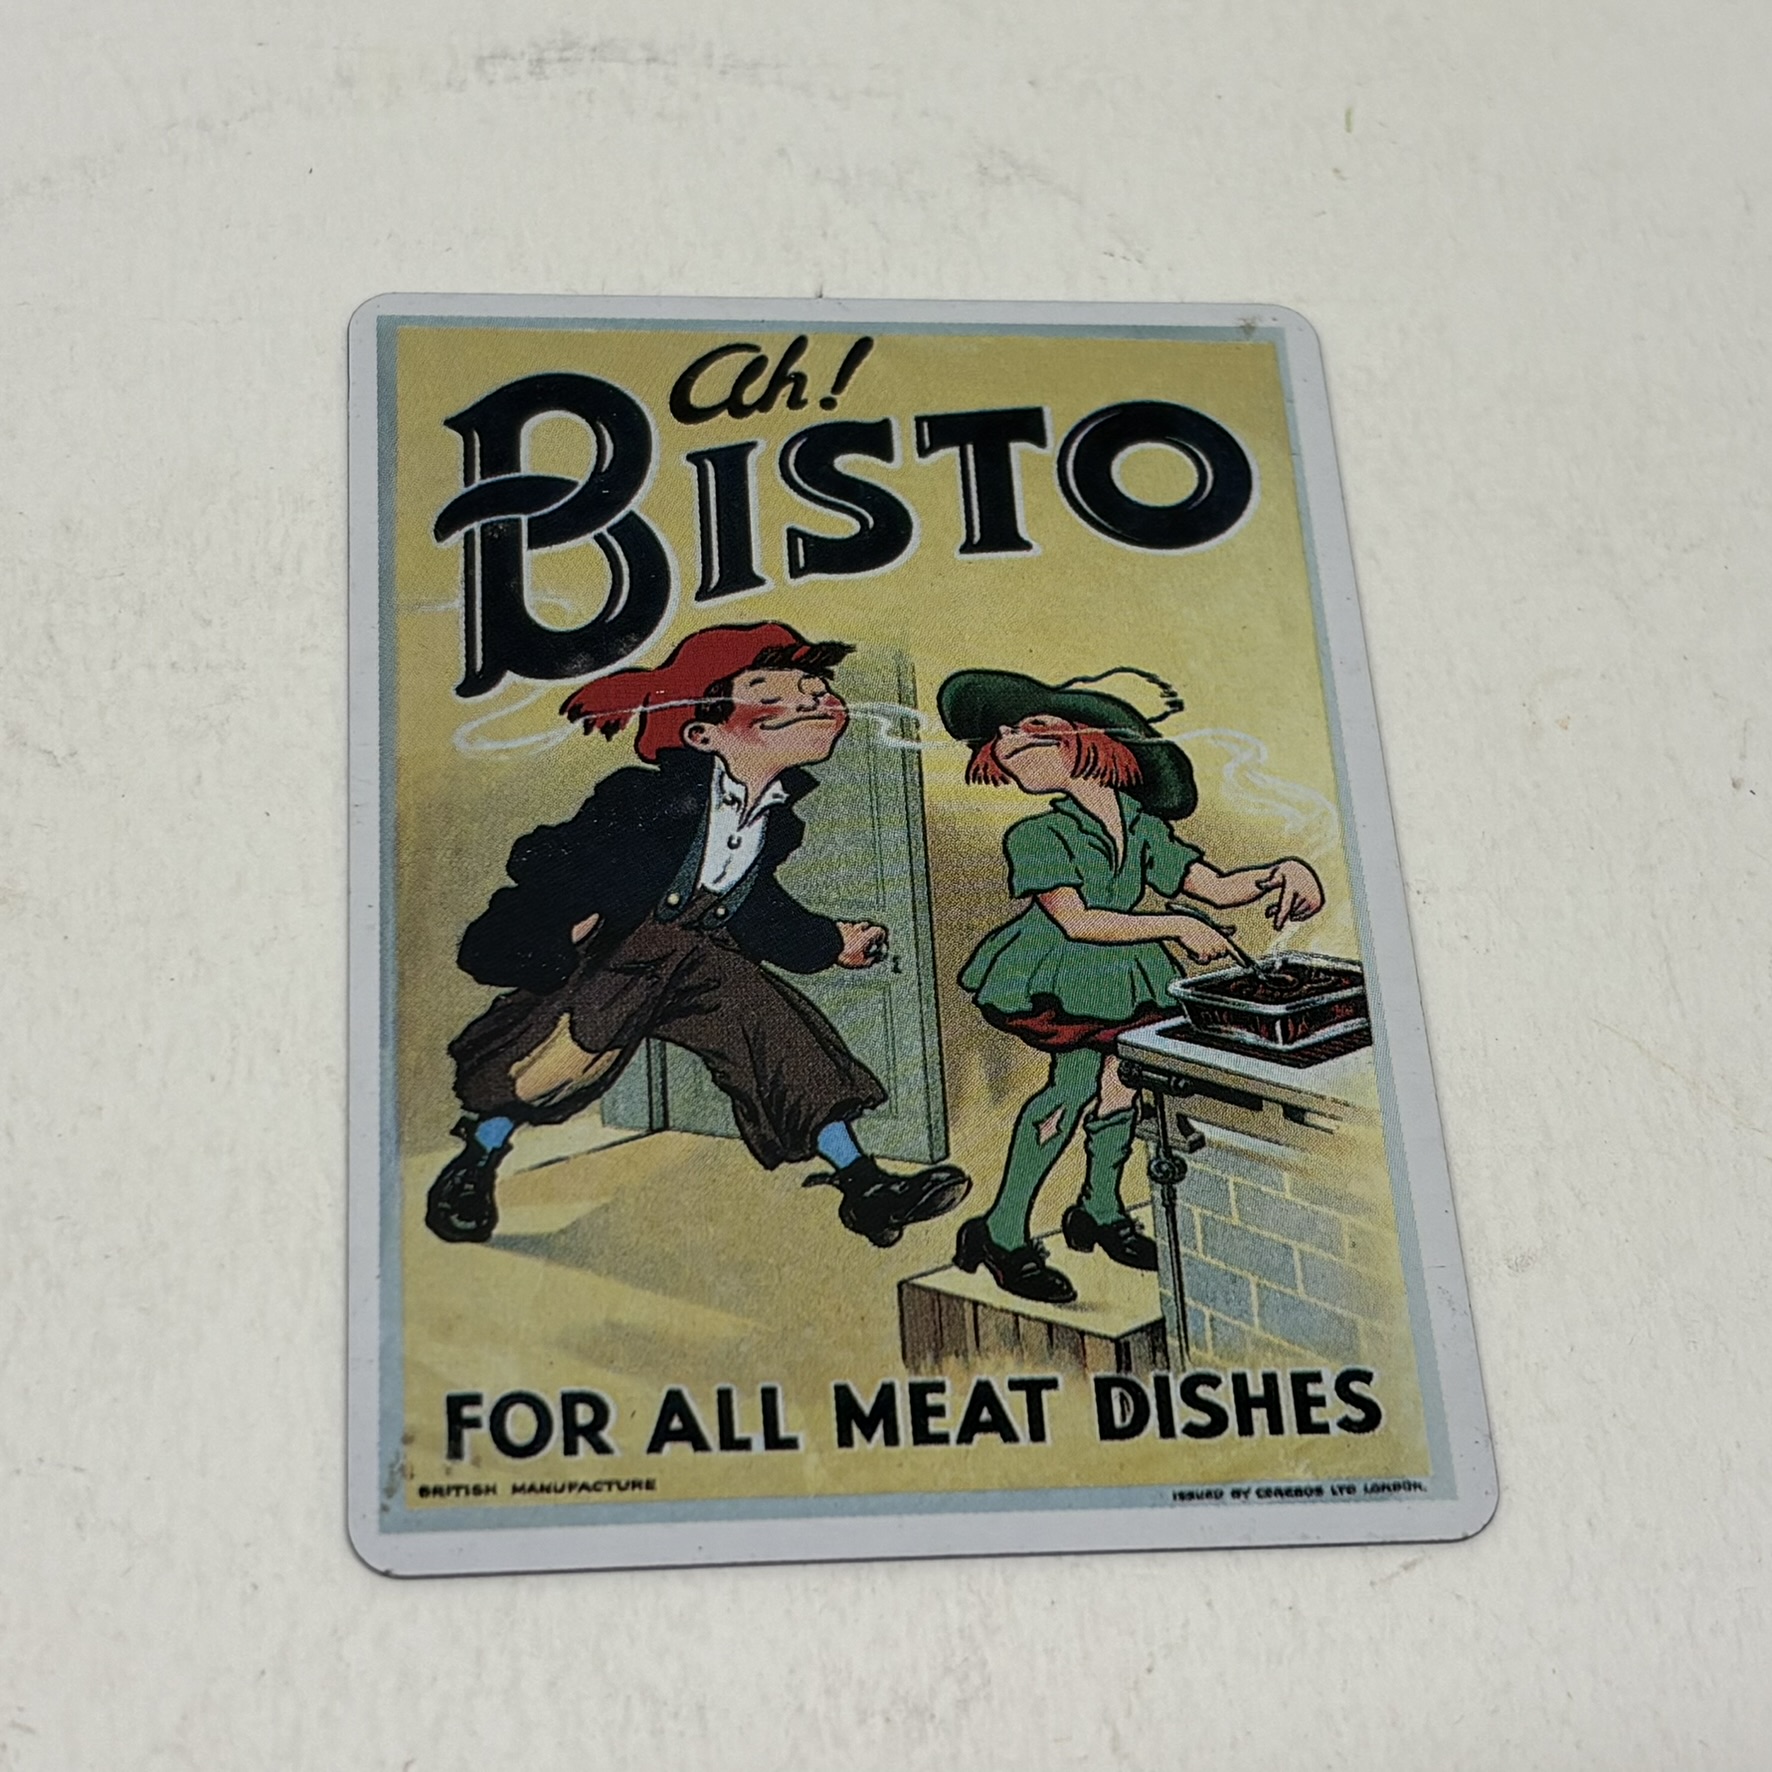 Ah!
BISTO
FOR ALL MEAT DISHES
BRITISH MANUFACTURE
ISSUED BY CEREBOS LTD LONDON.